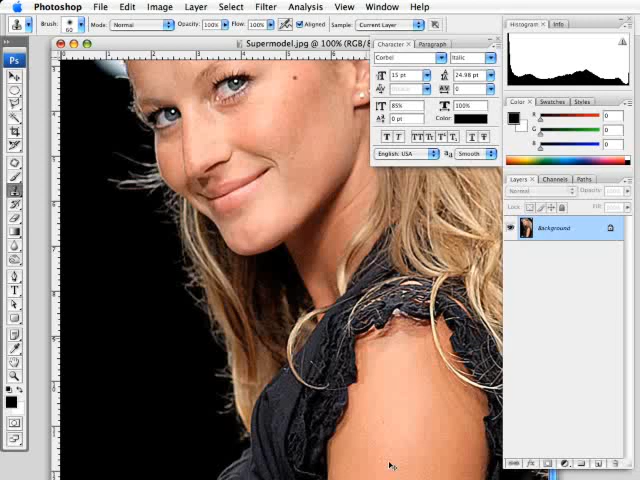 Photoshop File Edit Image Layer Select Filter Analysis View Window Help
Brush: 60 Mode: Normal Opacity: 100% Flow: 100% Aligned Sample: Current Layer
Supermodel.jpg @ 100% (RGB/8
Ps
Character × Paragraph
Corbel Italic
15 pt 24.98 pt
0
85% 100%
0 pt Color:
English: USA aa Smooth
Histogram × Info
Color × Swatches Styles
R 0
G 0
B 0
Layers × Channels Paths
Normal Opacity:
Lock: Fill:
Background